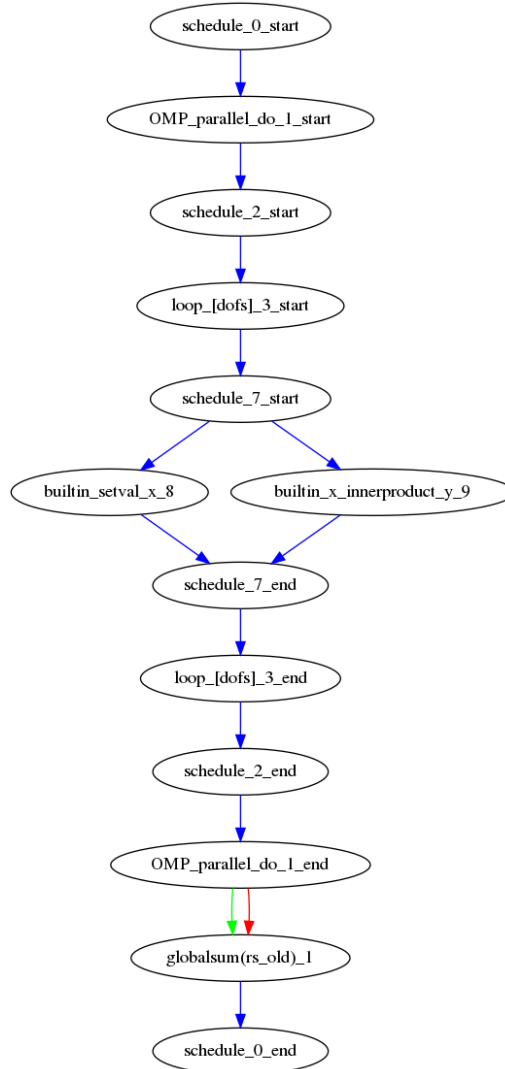 schedule_0_start
OMP_parallel_do_1_start
schedule_2_start
loop_[dofs]_3_start
schedule_7_start
builtin_setval_x_8
builtin_x_innerproduct_y_9
schedule_7_end
loop_[dofs]_3_end
schedule_2_end
OMP_parallel_do_1_end
globalsum(rs_old)_1
schedule_0_end